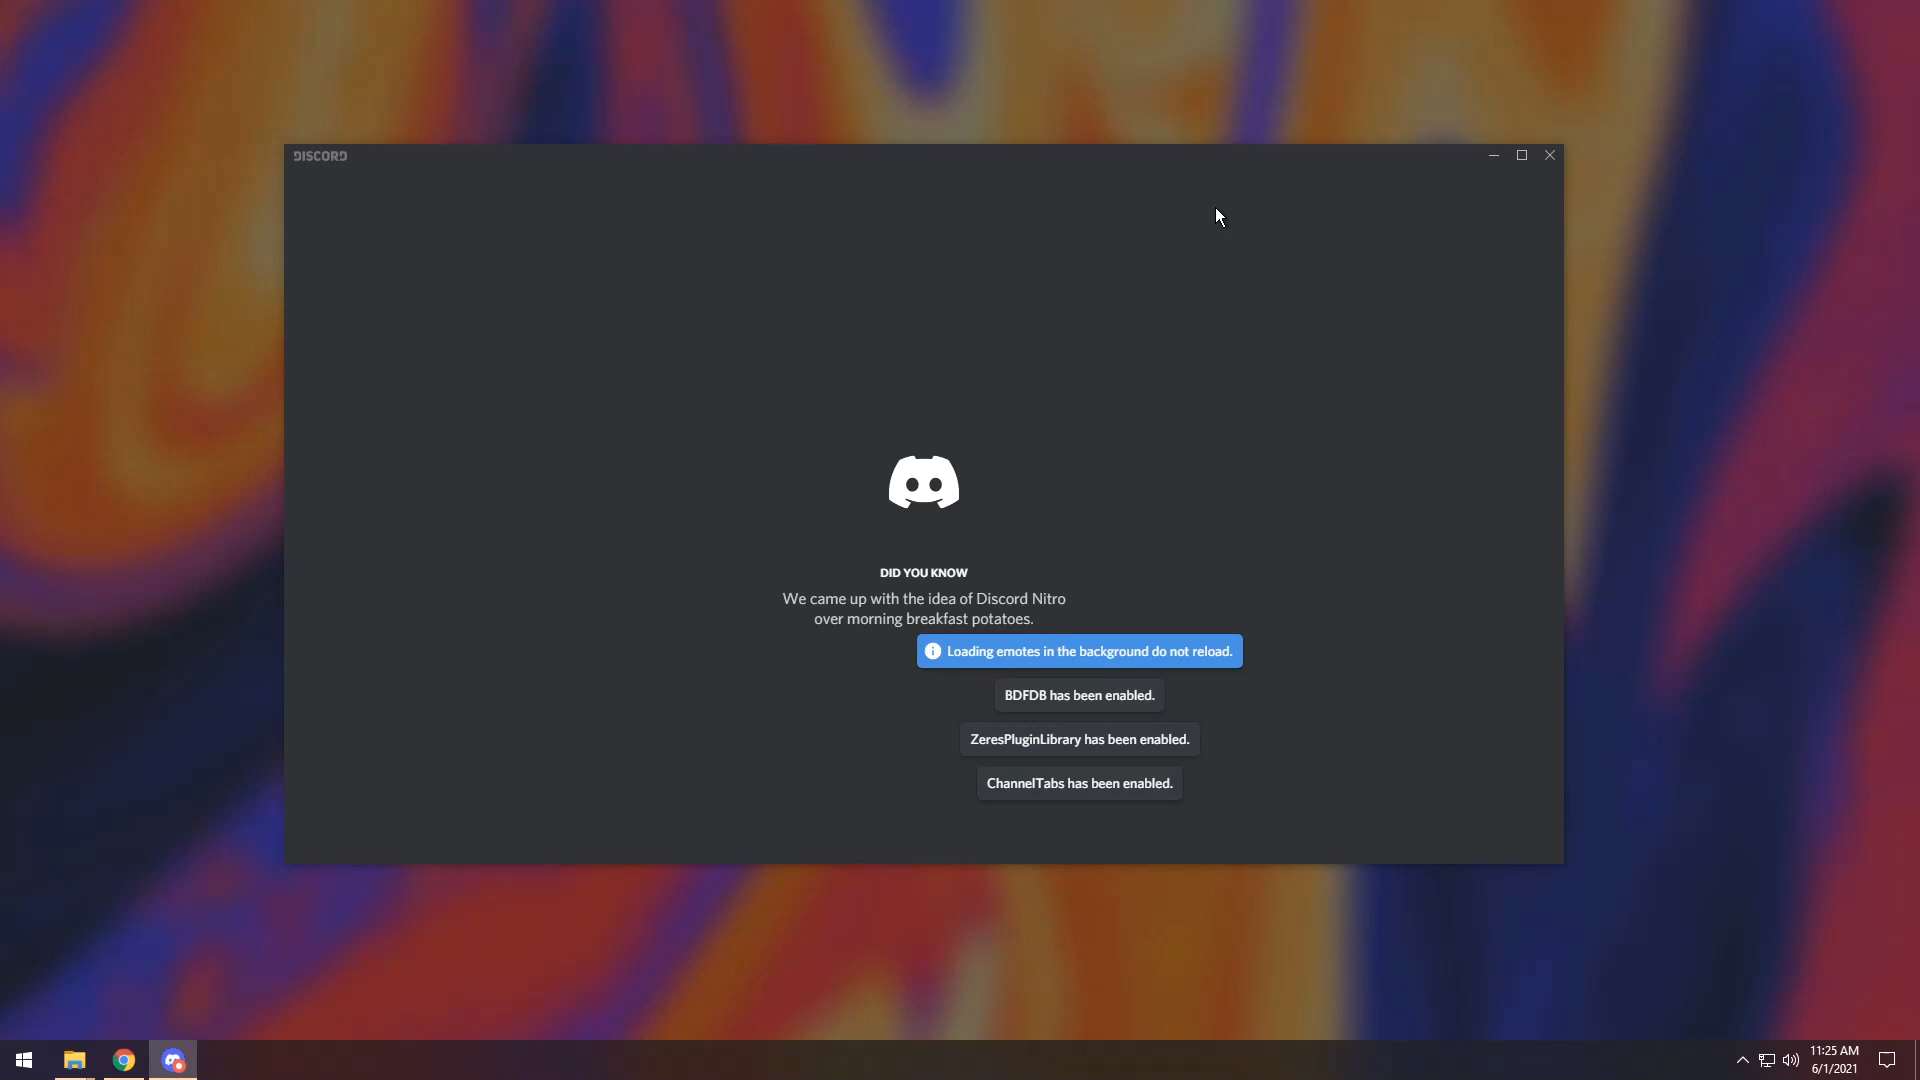 DISCORD
DID YOU KNOW
We came up with the idea of Discord Nitro
over morning breakfast potatoes.
Loading emotes in the background do not reload.
BDFDB has been enabled.
ZeresPluginLibrary has been enabled.
ChannelTabs has been enabled.
11:25 AM
6/1/2021